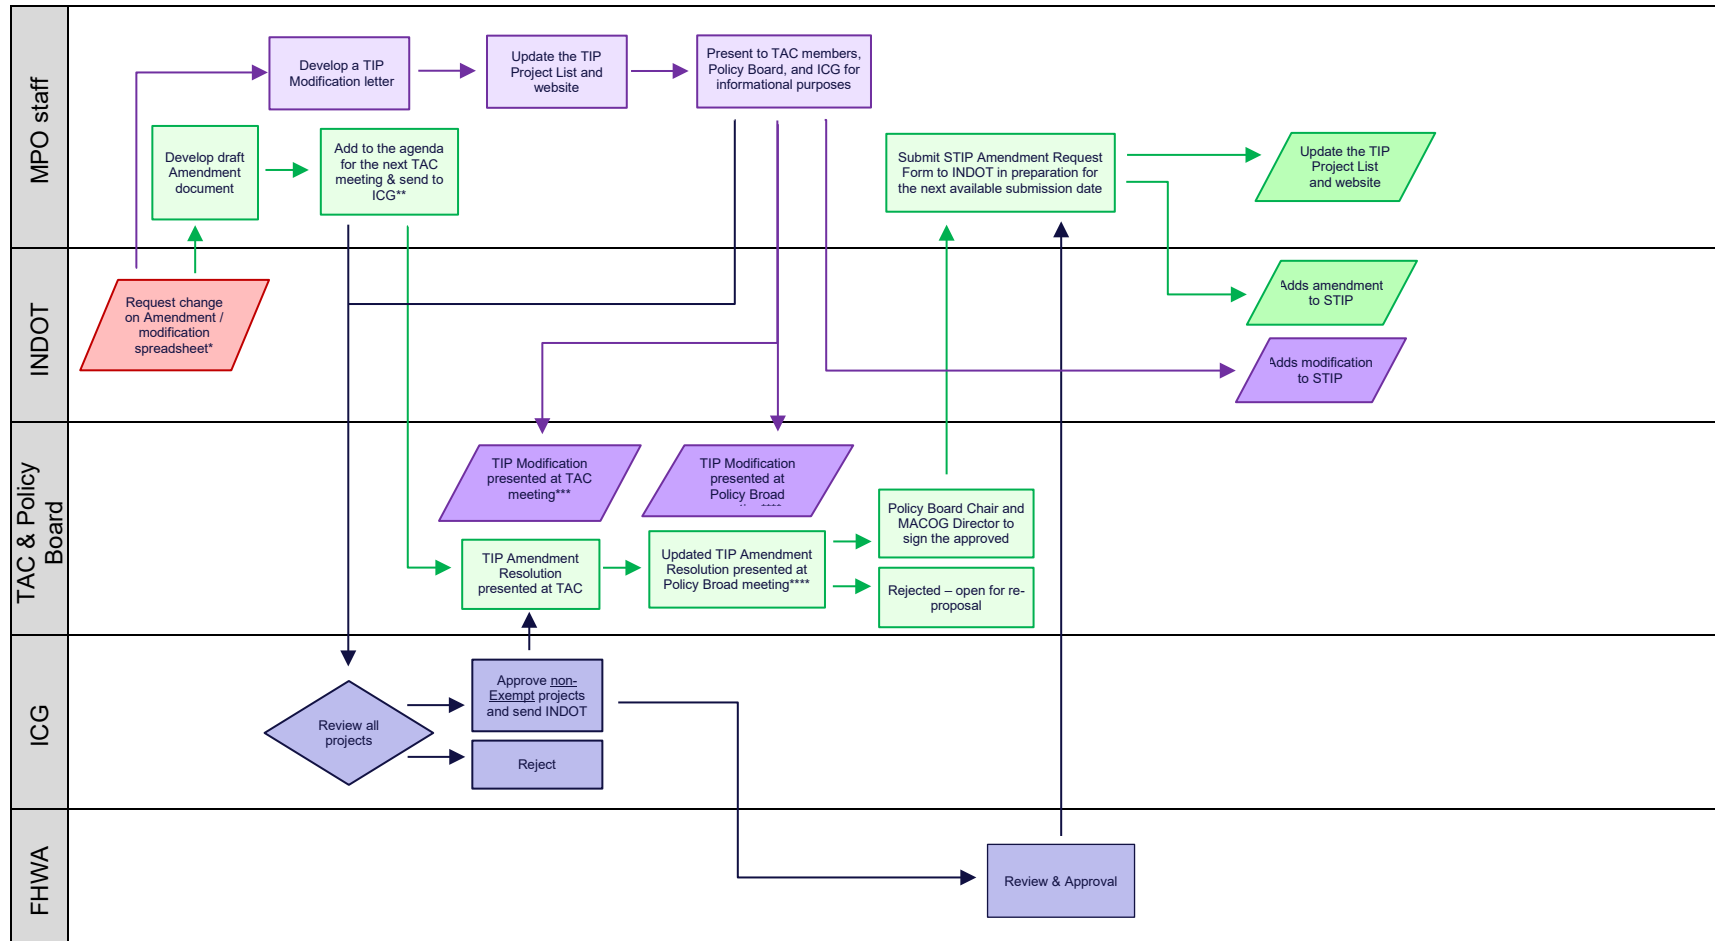 MPO staff
Develop a TIP
Modification letter
Update the TIP
Project List and
website
Present to TAC members,
Policy Board, and ICG for
informational purposes
Develop draft
Amendment
document
Add to the agenda
for the next TAC
meeting & send to
ICG**
Submit STIP Amendment Request
Form to INDOT in preparation for
the next available submission date
Update the TIP
Project List
and website
INDOT
Request change
on Amendment /
modification
spreadsheet*
Adds amendment
to STIP
Adds modification
to STIP
TAC & Policy
Board
TIP Modification
presented at TAC
meeting***
TIP Modification
presented at
Policy Broad
TIP Amendment
Resolution
presented at TAC
Updated TIP Amendment
Resolution presented at
Policy Broad meeting****
Policy Board Chair and
MACOG Director to
sign the approved
Rejected – open for re-
proposal
ICG
Review all
projects
Approve non-
Exempt projects
and send INDOT
Reject
FHWA
Review & Approval